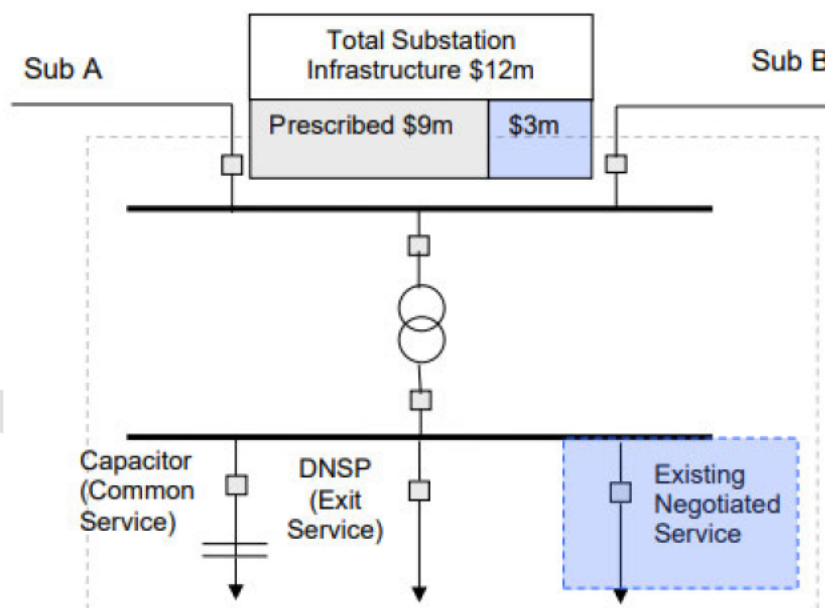 Total Substation
Infrastructure $12m
Sub A
Sub B
Prescribed $9m
$3m
Capacitor
(Common
Service)
DNSP
(Exit
Service)
Existing
Negotiated
Service